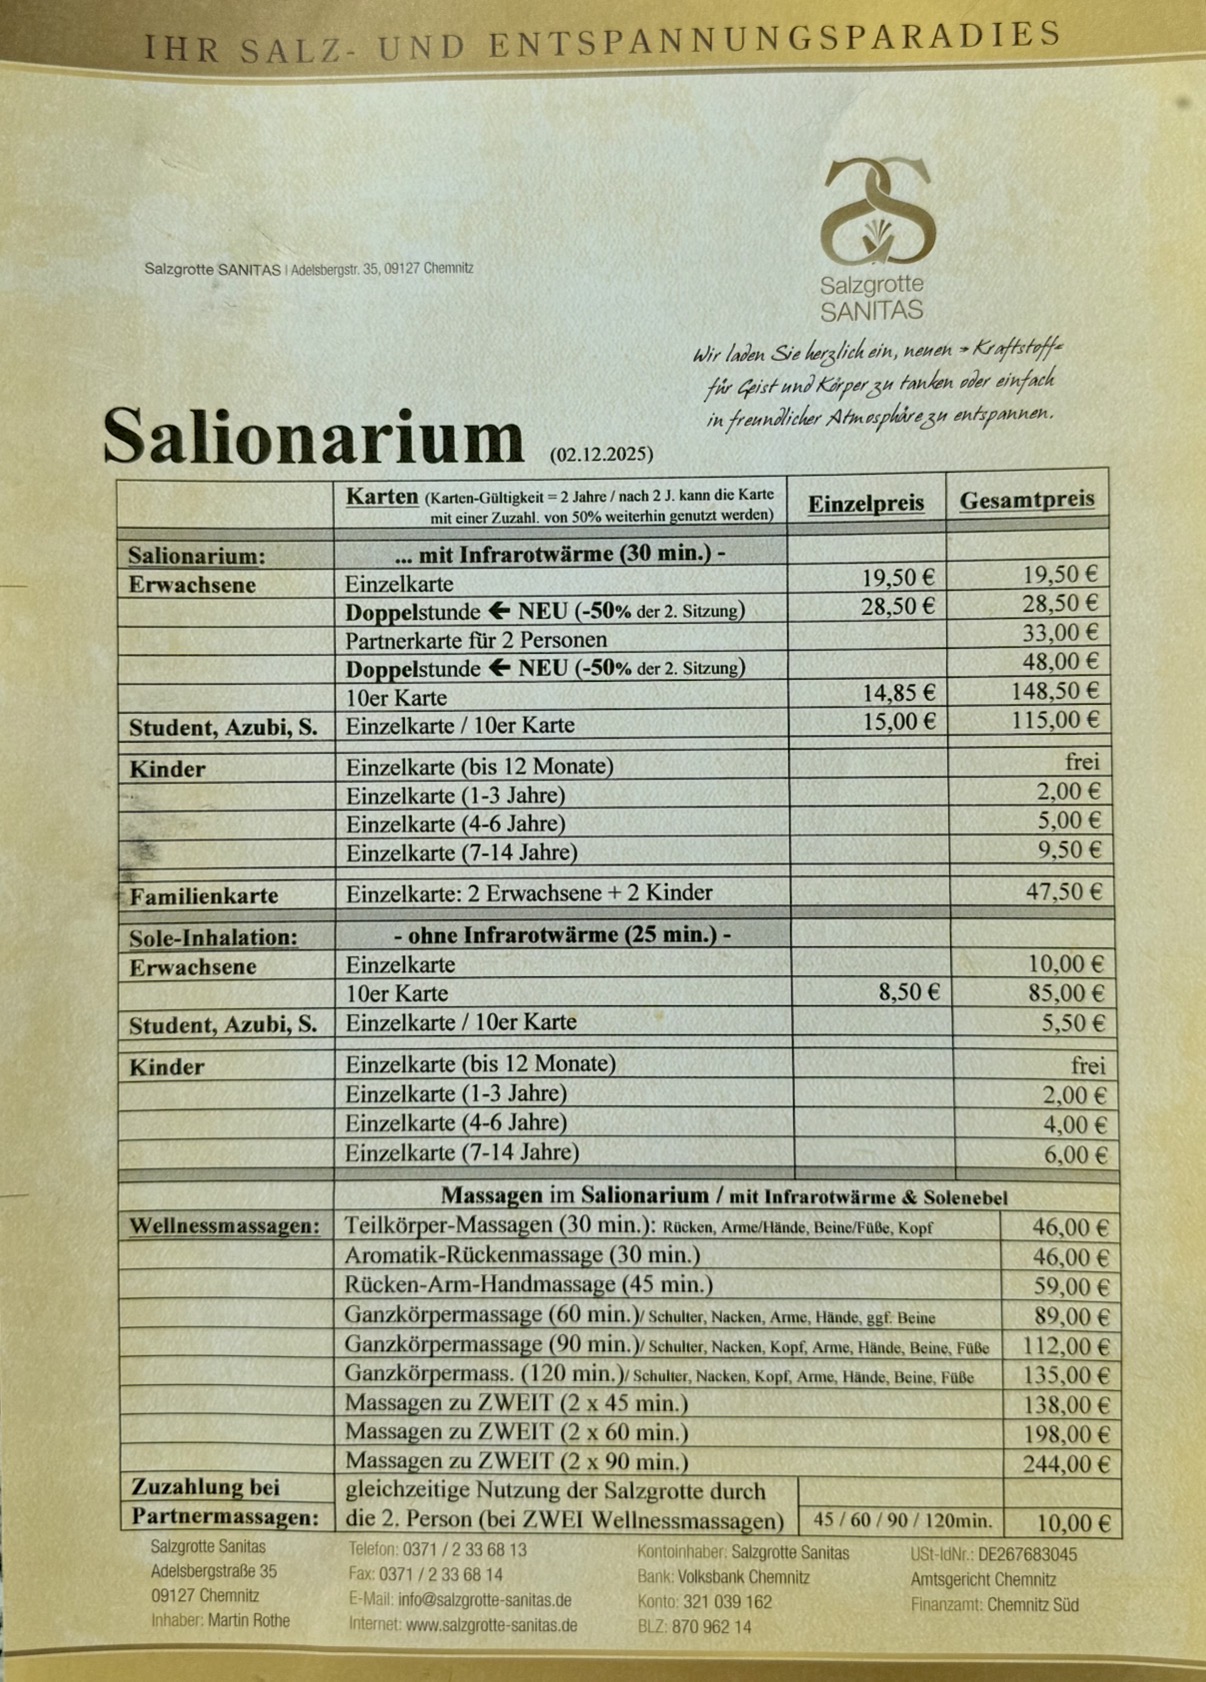 IHR SALZ- UND ENTSPANNUNGSPARADIES
Salzgrotte
SANITAS
Salzgrotte SANITAS | Adelsbergstr. 35, 09127 Chemnitz
Wir laden Sie herzlich ein, neuen » Kraftstoff«
für Geist und Körper zu tanken oder einfach
in freundlicher Atmosphäre zu entspannen.
Salionarium (02.12.2025)
Karten (Karten-Gültigkeit = 2 Jahre / nach 2 J. kann die Karte
mit einer Zuzahl. von 50% weiterhin genutzt werden) Einzelpreis Gesamtpreis
Salionarium: ... mit Infrarotwärme (30 min.) -
Erwachsene Einzelkarte 19,50 € 19,50 €
Doppelstunde ← NEU (-50% der 2. Sitzung) 28,50 € 28,50 €
Partnerkarte für 2 Personen 33,00 €
Doppelstunde ← NEU (-50% der 2. Sitzung) 48,00 €
10er Karte 14,85 € 148,50 €
Student, Azubi, S. Einzelkarte / 10er Karte 15,00 € 115,00 €
Kinder Einzelkarte (bis 12 Monate) frei
Einzelkarte (1-3 Jahre) 2,00 €
Einzelkarte (4-6 Jahre) 5,00 €
Einzelkarte (7-14 Jahre) 9,50 €
Familienkarte Einzelkarte: 2 Erwachsene + 2 Kinder 47,50 €
Sole-Inhalation: - ohne Infrarotwärme (25 min.) -
Erwachsene Einzelkarte 10,00 €
10er Karte 8,50 € 85,00 €
Student, Azubi, S. Einzelkarte / 10er Karte 5,50 €
Kinder Einzelkarte (bis 12 Monate) frei
Einzelkarte (1-3 Jahre) 2,00 €
Einzelkarte (4-6 Jahre) 4,00 €
Einzelkarte (7-14 Jahre) 6,00 €
Massagen im Salionarium / mit Infrarotwärme & Solenebel
Wellnessmassagen: Teilkörper-Massagen (30 min.): Rücken, Arme/Hände, Beine/Füße, Kopf 46,00 €
Aromatik-Rückenmassage (30 min.) 46,00 €
Rücken-Arm-Handmassage (45 min.) 59,00 €
Ganzkörpermassage (60 min.)/ Schulter, Nacken, Arme, Hände, ggf. Beine 89,00 €
Ganzkörpermassage (90 min.)/ Schulter, Nacken, Kopf, Arme, Hände, Beine, Füße 112,00 €
Ganzkörpermass. (120 min.)/ Schulter, Nacken, Kopf, Arme, Hände, Beine, Füße 135,00 €
Massagen zu ZWEIT (2 x 45 min.) 138,00 €
Massagen zu ZWEIT (2 x 60 min.) 198,00 €
Massagen zu ZWEIT (2 x 90 min.) 244,00 €
Zuzahlung bei gleichzeitige Nutzung der Salzgrotte durch
Partnermassagen: die 2. Person (bei ZWEI Wellnessmassagen) 45 / 60 / 90 / 120min. 10,00 €
Salzgrotte Sanitas Telefon: 0371 / 2 33 68 13 Kontoinhaber: Salzgrotte Sanitas USt-IdNr.: DE267683045
Adelsbergstraße 35 Fax: 0371 / 2 33 68 14 Bank: Volksbank Chemnitz Amtsgericht Chemnitz
09127 Chemnitz E-Mail: info@salzgrotte-sanitas.de Konto: 321 039 162 Finanzamt: Chemnitz Süd
Inhaber: Martin Rothe Internet: www.salzgrotte-sanitas.de BLZ: 870 962 14